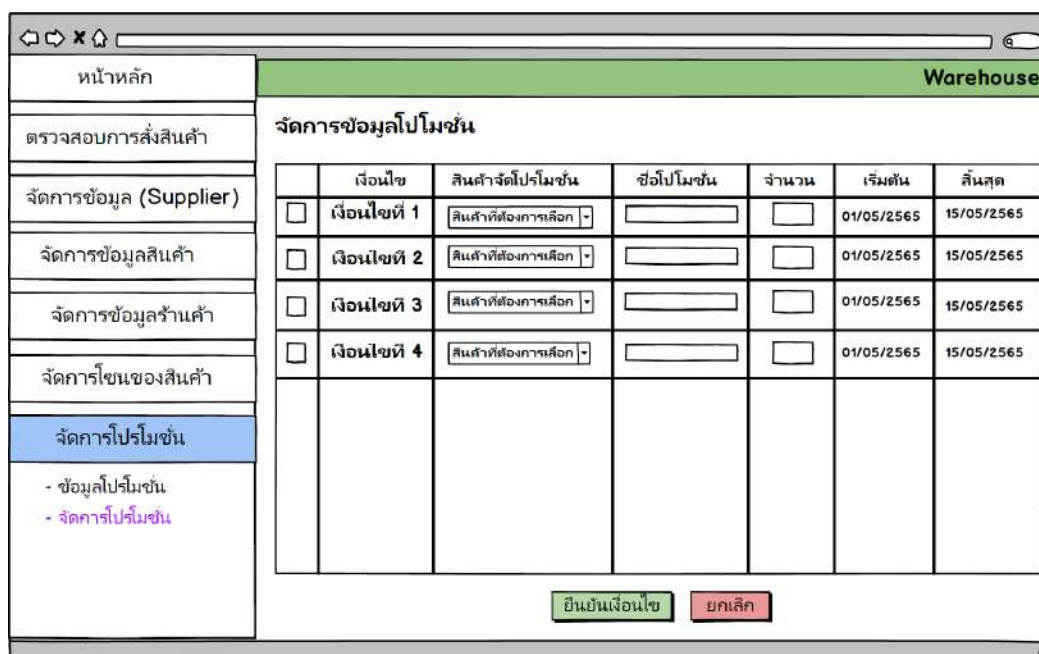 หน้าหลัก
Warehouse
ตรวจสอบการสั่งสินค้า
จัดการข้อมูล (Supplier)
จัดการข้อมูลสินค้า
จัดการข้อมูลร้านค้า
จัดการโซนของสินค้า
จัดการโปรโมชั่น
- ข้อมูลโปรโมชั่น
- จัดการโปรโมชั่น
จัดการข้อมูลโปโมชั่น
เงื่อนไข สินค้าจัดโปรโมชั่น ชื่อโปโมชั่น จำนวน เริ่มต้น สิ้นสุด
เงื่อนไขที่ 1 สินค้าที่ต้องการเลือก 01/05/2565 15/05/2565
เงื่อนไขที่ 2 สินค้าที่ต้องการเลือก 01/05/2565 15/05/2565
เงื่อนไขที่ 3 สินค้าที่ต้องการเลือก 01/05/2565 15/05/2565
เงื่อนไขที่ 4 สินค้าที่ต้องการเลือก 01/05/2565 15/05/2565
ยืนยันเงื่อนไข ยกเลิก